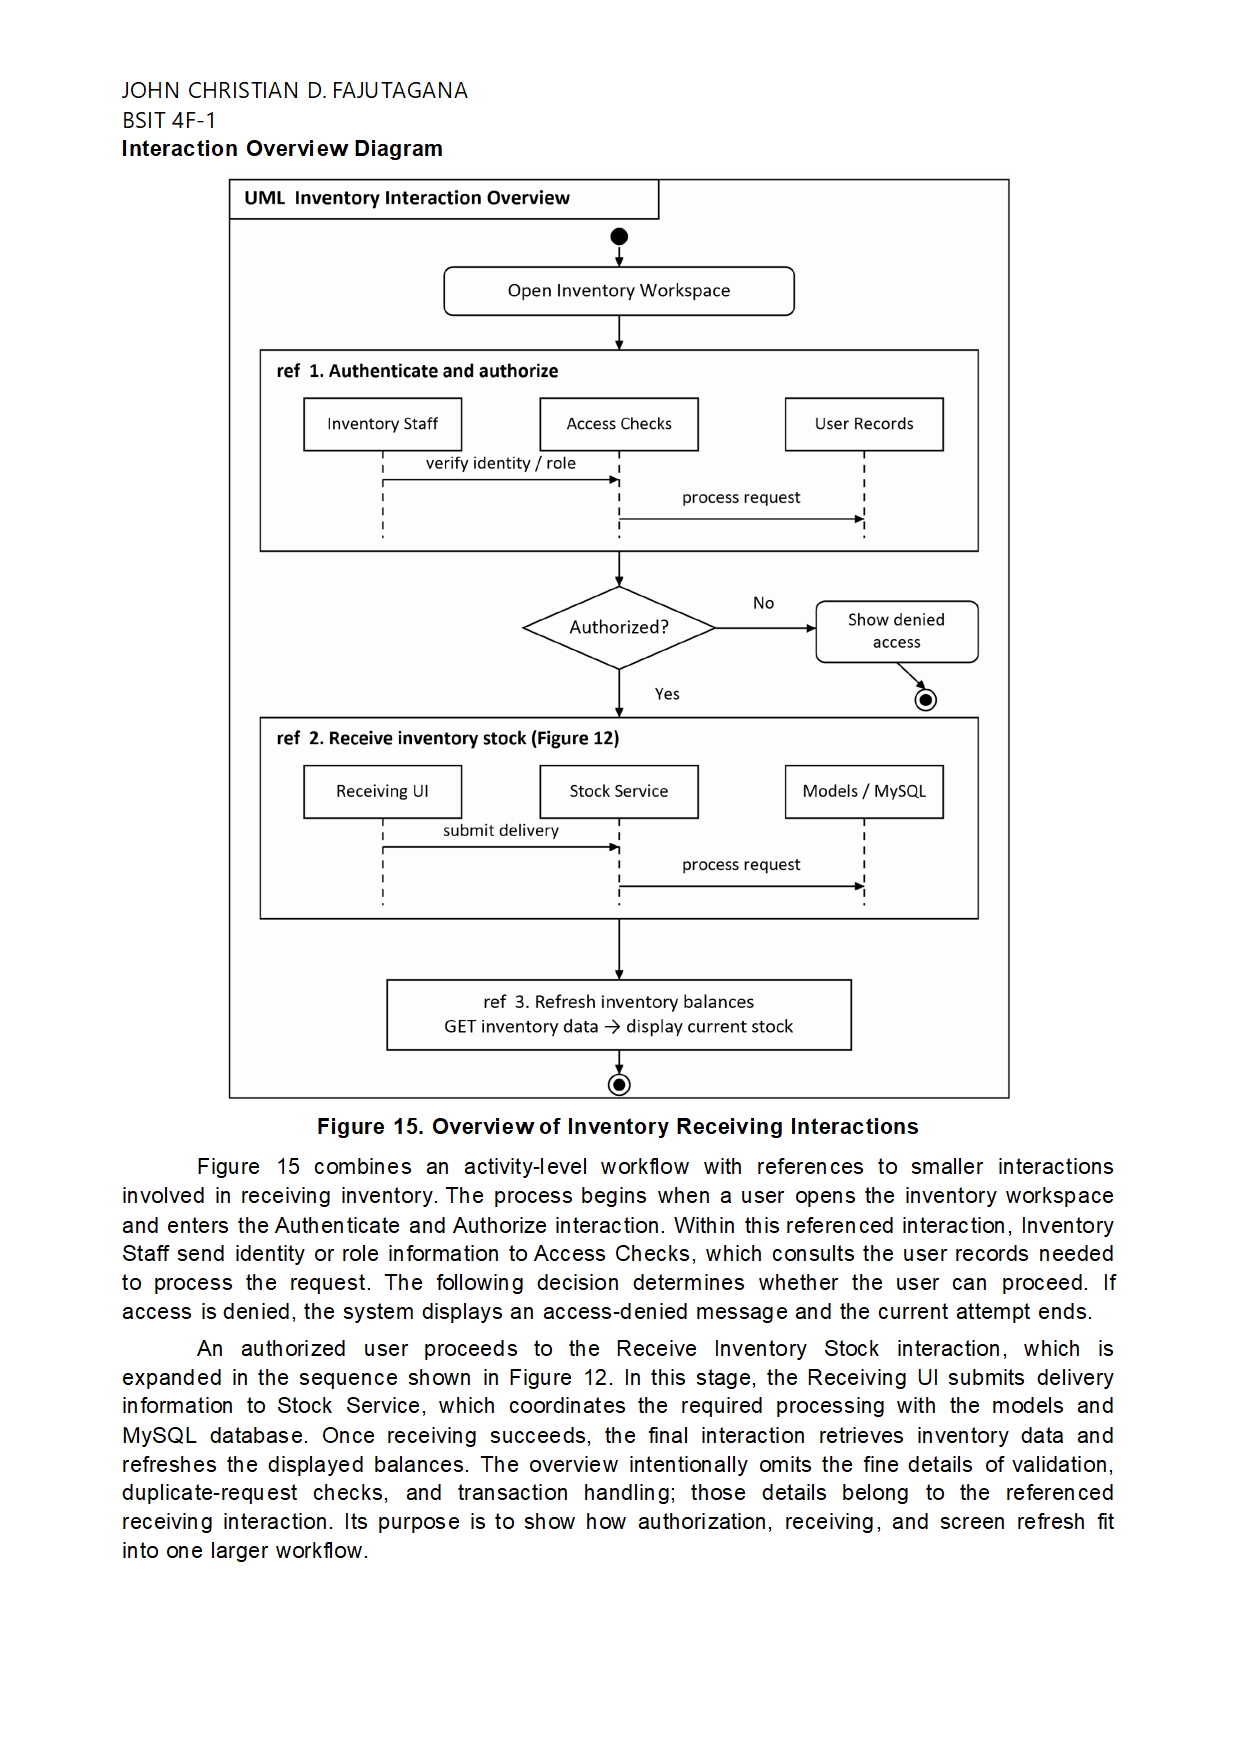 JOHN CHRISTIAN D. FAJUTAGANA
BSIT 4F-1
Interaction Overview Diagram
UML Inventory Interaction Overview
Open Inventory Workspace
ref 1. Authenticate and authorize
Inventory Staff
Access Checks
User Records
verify identity / role
process request
Authorized?
No
Show denied
access
Yes
ref 2. Receive inventory stock (Figure 12)
Receiving UI
Stock Service
Models / MySQL
submit delivery
process request
ref 3. Refresh inventory balances
GET inventory data → display current stock
Figure 15. Overview of Inventory Receiving Interactions
Figure 15 combines an activity-level workflow with references to smaller interactions
involved in receiving inventory. The process begins when a user opens the inventory workspace
and enters the Authenticate and Authorize interaction. Within this referenced interaction, Inventory
Staff send identity or role information to Access Checks, which consults the user records needed
to process the request. The following decision determines whether the user can proceed. If
access is denied, the system displays an access-denied message and the current attempt ends.
An authorized user proceeds to the Receive Inventory Stock interaction, which is
expanded in the sequence shown in Figure 12. In this stage, the Receiving UI submits delivery
information to Stock Service, which coordinates the required processing with the models and
MySQL database. Once receiving succeeds, the final interaction retrieves inventory data and
refreshes the displayed balances. The overview intentionally omits the fine details of validation,
duplicate-request checks, and transaction handling; those details belong to the referenced
receiving interaction. Its purpose is to show how authorization, receiving, and screen refresh fit
into one larger workflow.